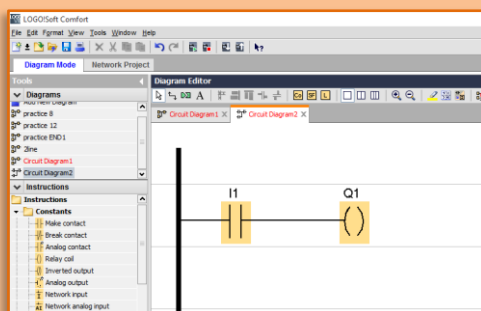 LOGO!Soft Comfort
File Edit Format View Tools Window Help
Diagram Mode Network Project
Tools Diagram Editor
Diagrams
Add New Diagram
practice 8
practice 12
practice END1
2line
Circuit Diagram1
Circuit Diagram2
Circuit Diagram1 X Circuit Diagram2 X
Instructions
Instructions
Constants
Make contact
Break contact
Analog contact
Relay coil
Inverted output
Analog output
Network input
Network analog input
I1 Q1